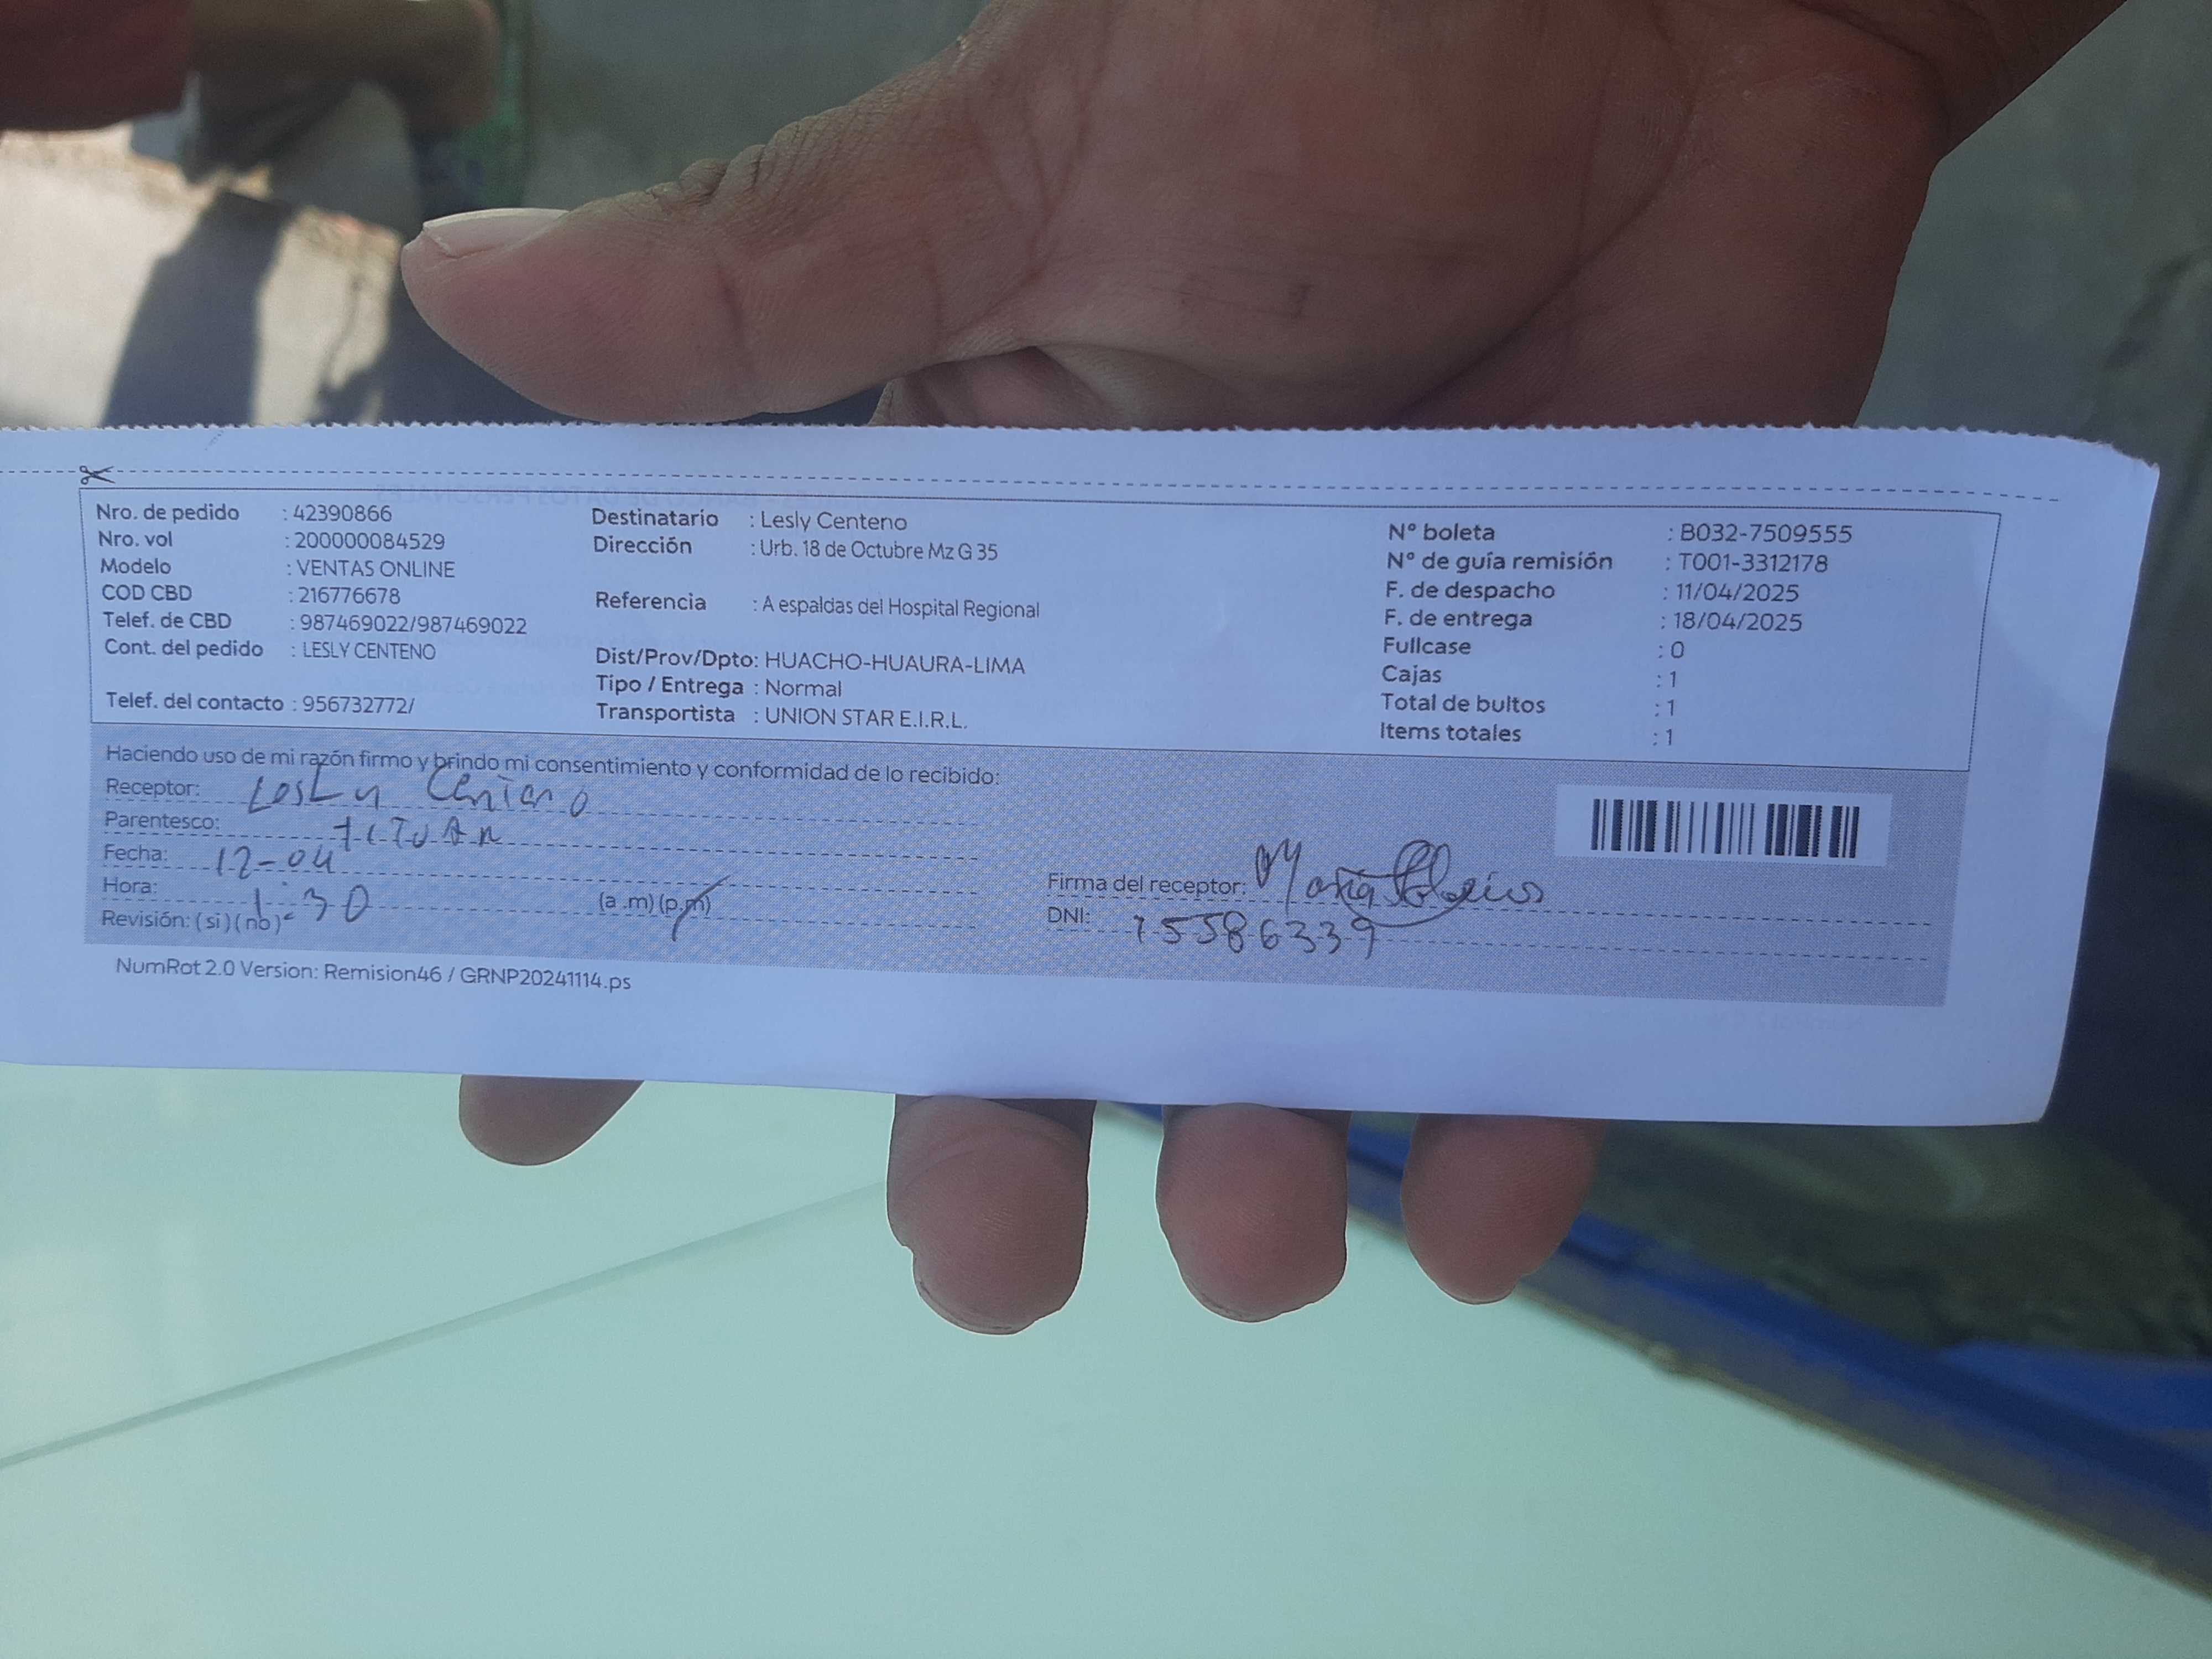 Nro. de pedido : 42390866
Nro. vol : 200000084529
Modelo : VENTAS ONLINE
COD CBD : 216776678
Telef. de CBD : 987469022/987469022
Cont. del pedido : LESLY CENTENO
Telef. del contacto : 956732772/
Destinatario : Lesly Centeno
Dirección : Urb. 18 de Octubre Mz G 35
Referencia : A espaldas del Hospital Regional
Dist/Prov/Dpto: HUACHO-HUAURA-LIMA
Tipo / Entrega : Normal
Transportista : UNION STAR E.I.R.L.
N° boleta : B032-7509555
N° de guía remisión : T001-3312178
F. de despacho : 11/04/2025
F. de entrega : 18/04/2025
Fullcase : 0
Cajas : 1
Total de bultos : 1
Items totales : 1
Haciendo uso de mi razón firmo y brindo mi consentimiento y conformidad de lo recibido:
Receptor: Lesly Centeno
Parentesco: titular
Fecha: 12-04
Hora: 1:30 (a .m) (p.m)
Revisión: (si) (no)
Firma del receptor: Maria
DNI: 15586339
NumRot 2.0 Version: Remision46 / GRNP20241114.ps